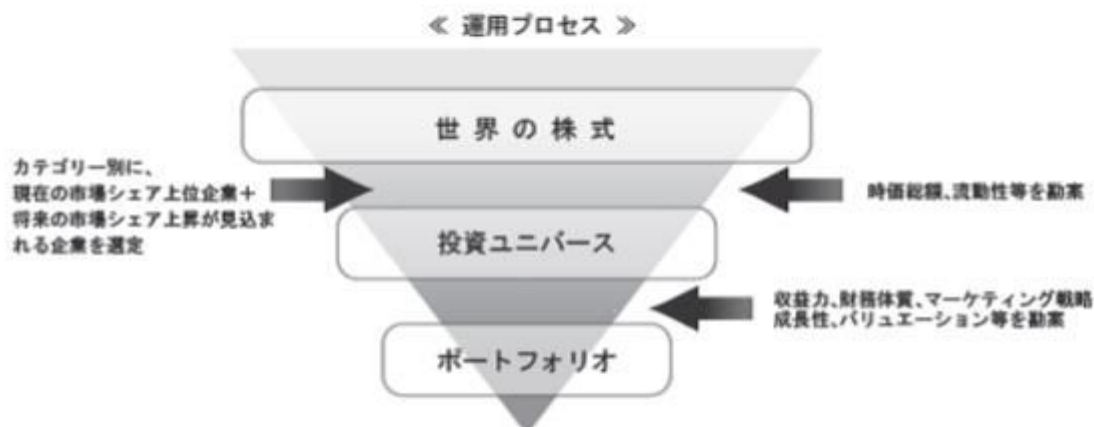 ≪ 運用プロセス ≫
世界の株式
カテゴリー別に、
現在の市場シェア上位企業＋
将来の市場シェア上昇が見込ま
れる企業を選定
時価総額、流動性等を勘案
投資ユニバース
収益力、財務体質、マーケティング戦略
成長性、バリュエーション等を勘案
ポートフォリオ